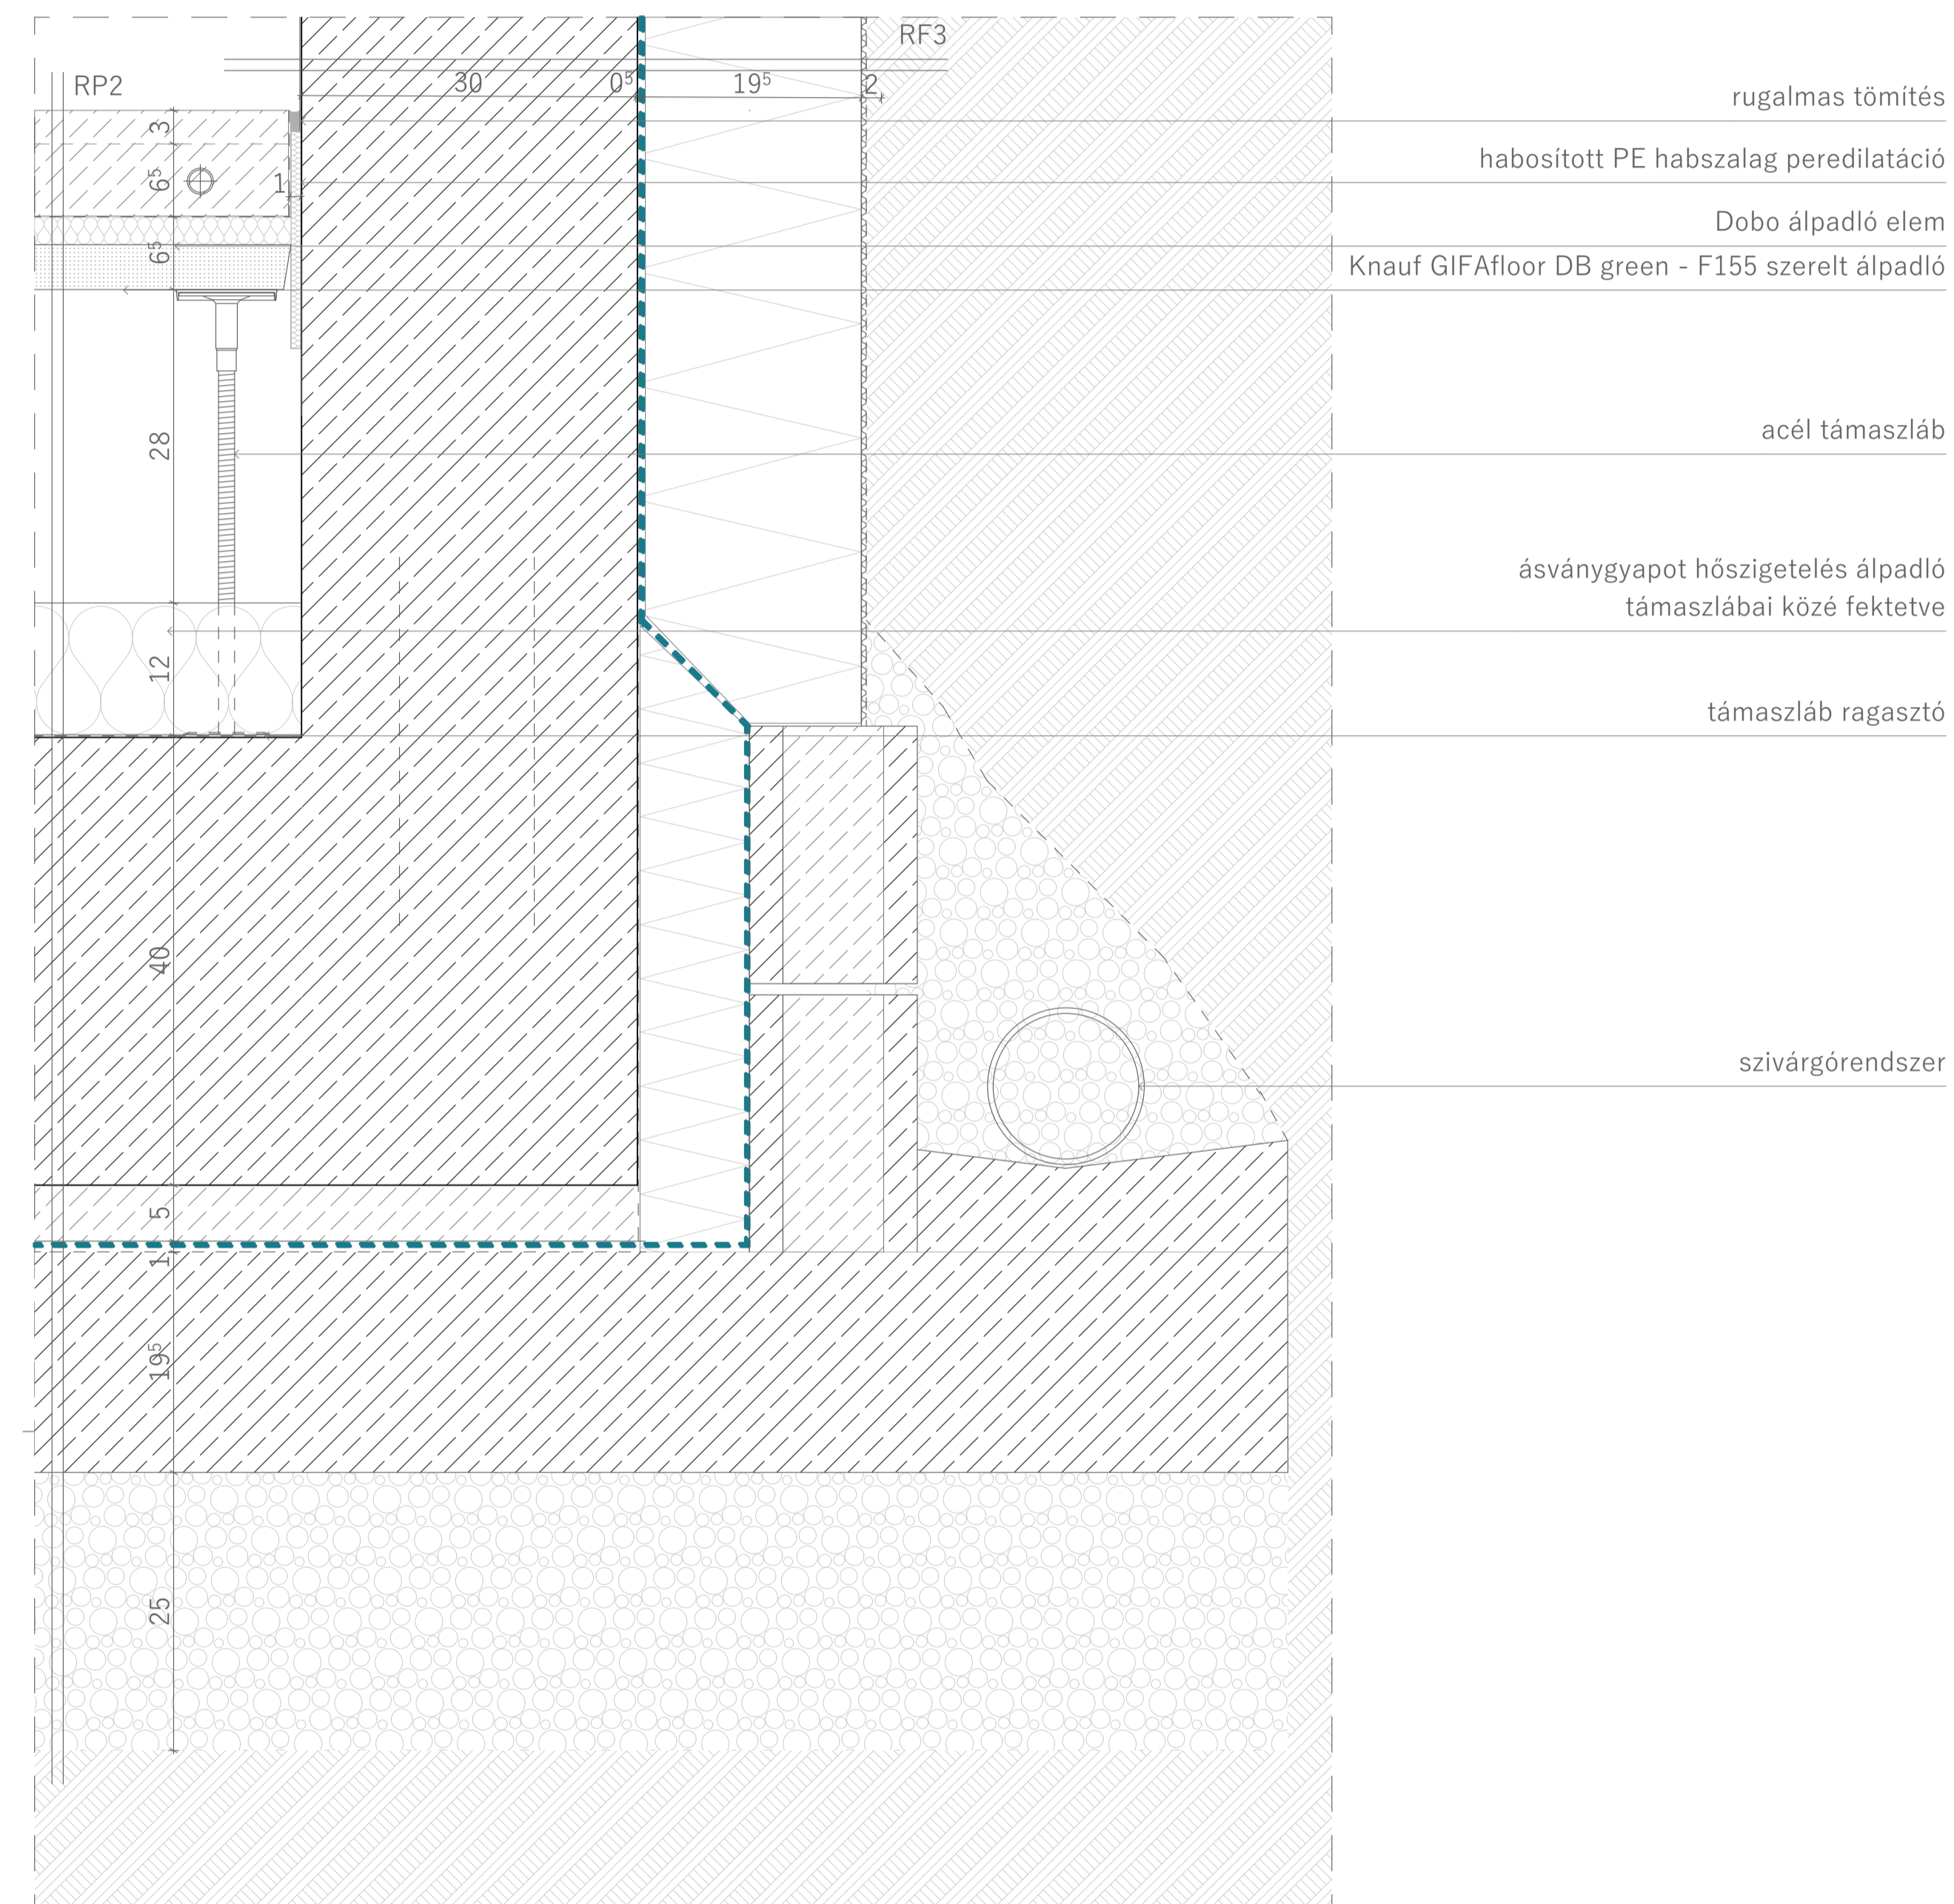 RF3
RP2
30
0⁵
19⁵
2
3
6⁵
1
6⁵
28
12
40
5
1
19⁵
25
rugalmas tömítés
habosított PE habszalag peredilatáció
Dobo álpadló elem
Knauf GIFAfloor DB green - F155 szerelt álpadló
acél támaszláb
ásványgyapot hőszigetelés álpadló
támaszlábai közé fektetve
támaszláb ragasztó
szivárgórendszer